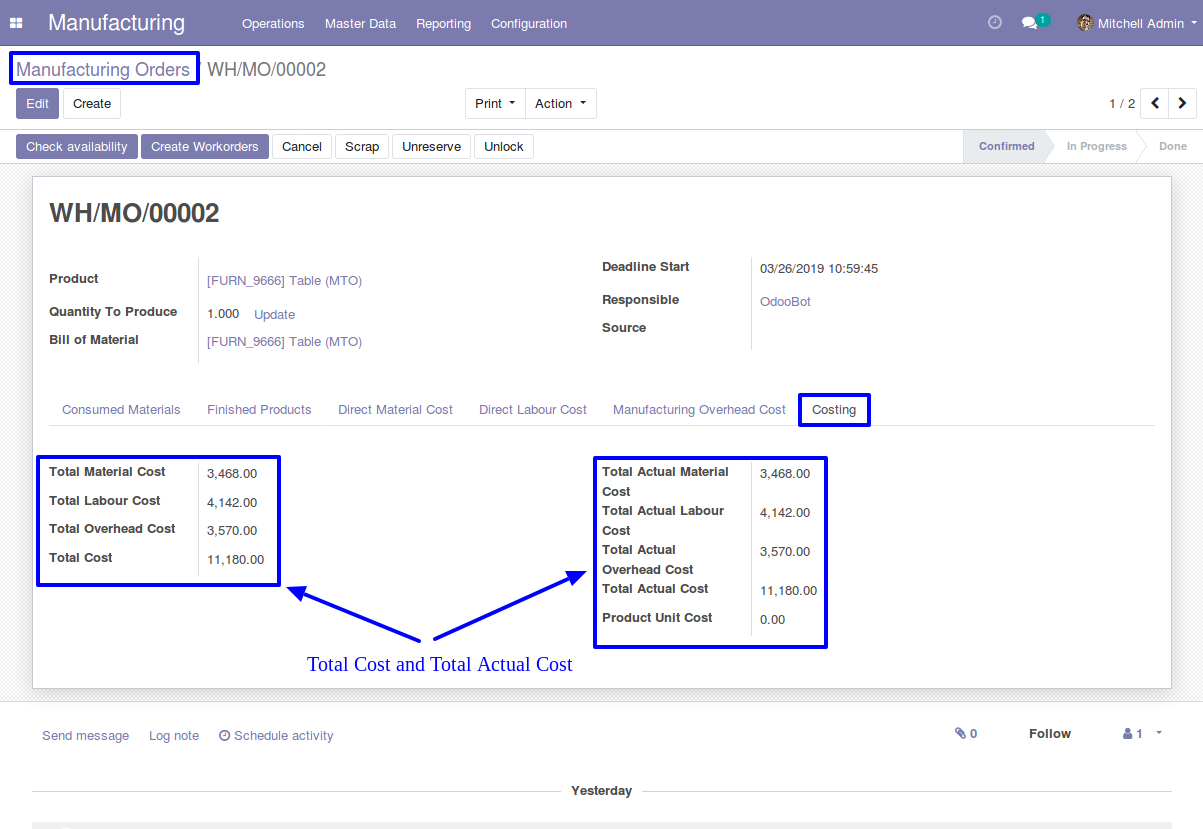 Manufacturing Operations Master Data Reporting Configuration 1 Mitchell Admin
Manufacturing Orders / WH/MO/00002
Edit Create Print Action 1 / 2
Check availability Create Workorders Cancel Scrap Unreserve Unlock Confirmed In Progress Done
WH/MO/00002
Product [FURN_9666] Table (MTO)
Quantity To Produce 1.000 Update
Bill of Material [FURN_9666] Table (MTO)
Deadline Start 03/26/2019 10:59:45
Responsible OdooBot
Source
Consumed Materials Finished Products Direct Material Cost Direct Labour Cost Manufacturing Overhead Cost Costing
Total Material Cost 3,468.00
Total Labour Cost 4,142.00
Total Overhead Cost 3,570.00
Total Cost 11,180.00
Total Actual Material 3,468.00
Cost
Total Actual Labour 4,142.00
Cost
Total Actual 3,570.00
Overhead Cost
Total Actual Cost 11,180.00
Product Unit Cost 0.00
Total Cost and Total Actual Cost
Send message Log note Schedule activity 0 Follow 1
Yesterday